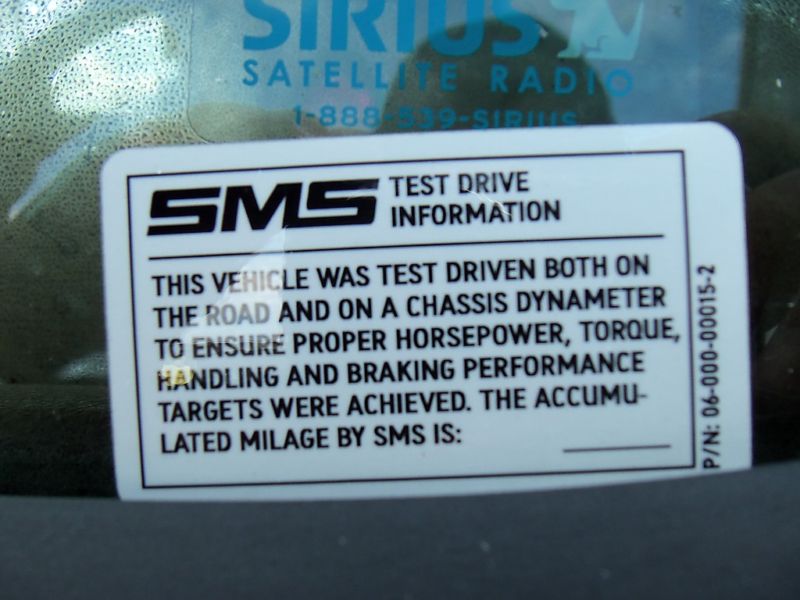 SIRIUS
SATELLITE RADIO
1-888-539-SIRIUS
SMS TEST DRIVE
INFORMATION
THIS VEHICLE WAS TEST DRIVEN BOTH ON
THE ROAD AND ON A CHASSIS DYNAMETER
TO ENSURE PROPER HORSEPOWER, TORQUE,
HANDLING AND BRAKING PERFORMANCE
TARGETS WERE ACHIEVED. THE ACCUMU-
LATED MILAGE BY SMS IS:
P/N: 06-000-00015-2